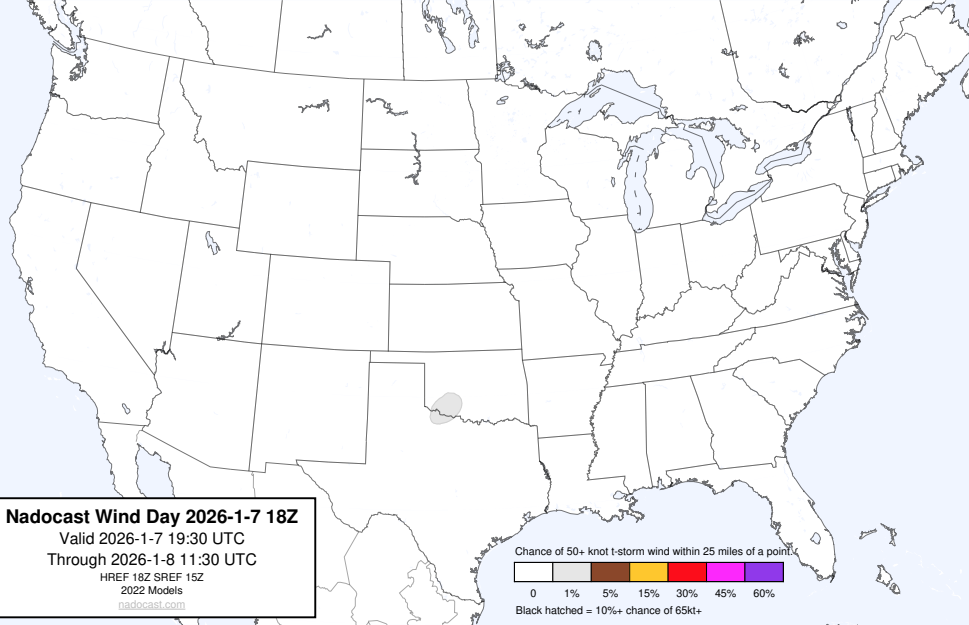 Nadocast Wind Day 2026-1-7 18Z
Valid 2026-1-7 19:30 UTC
Through 2026-1-8 11:30 UTC
HREF 18Z SREF 15Z
2022 Models
nadocast.com
Chance of 50+ knot t-storm wind within 25 miles of a point.
0 1% 5% 15% 30% 45% 60%
Black hatched = 10%+ chance of 65kt+